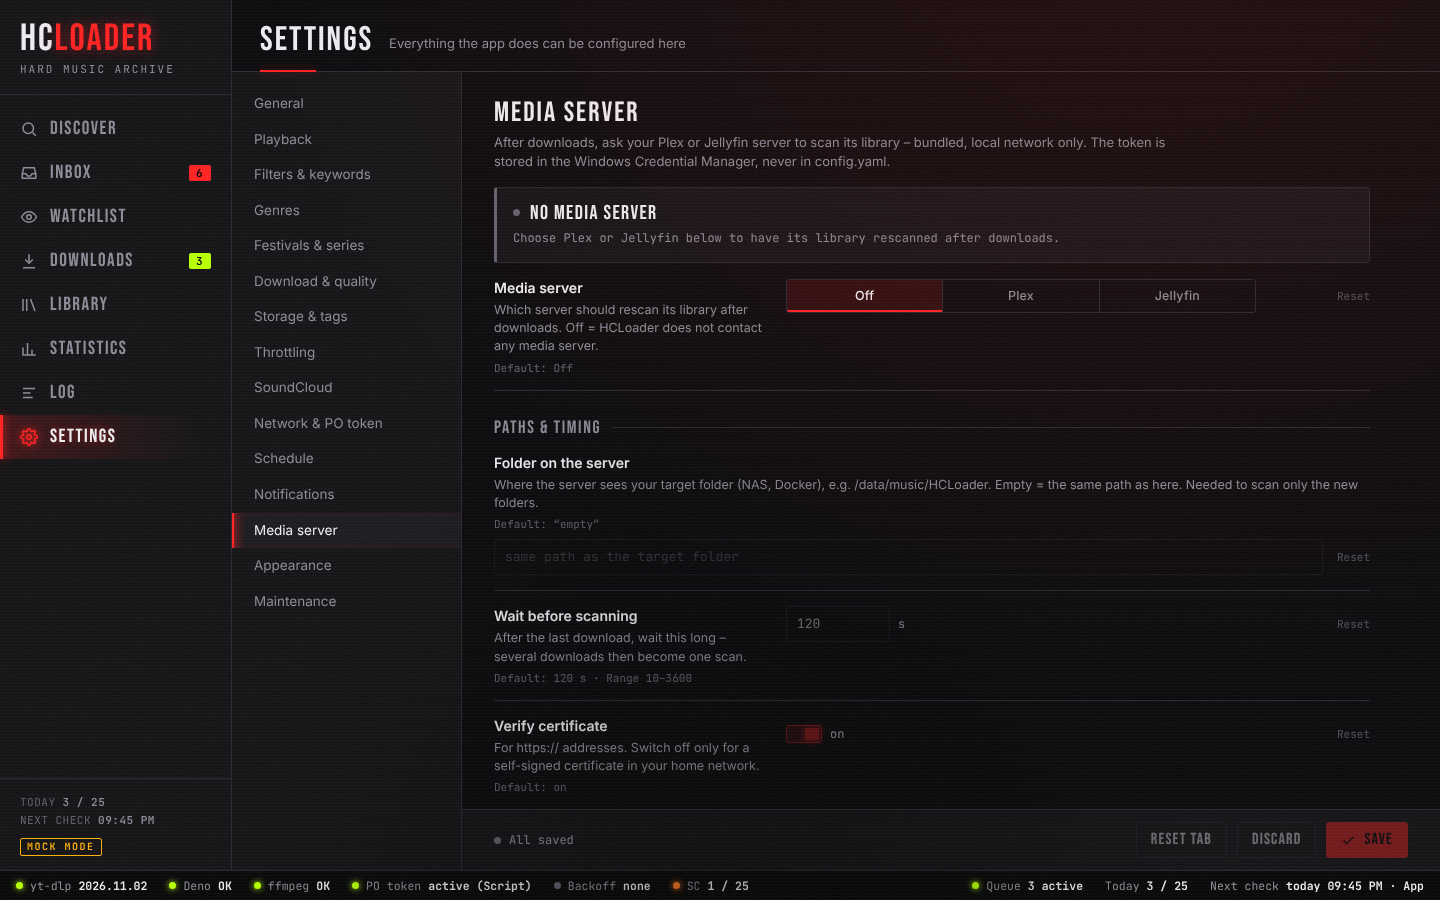 HCLOADER
HARD MUSIC ARCHIVE
DISCOVER
INBOX 6
WATCHLIST
DOWNLOADS 3
LIBRARY
STATISTICS
LOG
SETTINGS
TODAY 3 / 25
NEXT CHECK 09:45 PM
MOCK MODE
SETTINGS Everything the app does can be configured here
General
Playback
Filters & keywords
Genres
Festivals & series
Download & quality
Storage & tags
Throttling
SoundCloud
Network & PO token
Schedule
Notifications
Media server
Appearance
Maintenance
MEDIA SERVER
After downloads, ask your Plex or Jellyfin server to scan its library – bundled, local network only. The token is
stored in the Windows Credential Manager, never in config.yaml.
NO MEDIA SERVER
Choose Plex or Jellyfin below to have its library rescanned after downloads.
Media server
Which server should rescan its library after
downloads. Off = HCLoader does not contact
any media server.
Default: Off
Off Plex Jellyfin Reset
PATHS & TIMING
Folder on the server
Where the server sees your target folder (NAS, Docker), e.g. /data/music/HCLoader. Empty = the same path as here. Needed to scan only the new
folders.
Default: “empty”
same path as the target folder Reset
Wait before scanning
After the last download, wait this long –
several downloads then become one scan.
Default: 120 s · Range 10–3600
120 s Reset
Verify certificate
For https:// addresses. Switch off only for a
self-signed certificate in your home network.
Default: on
on Reset
All saved RESET TAB DISCARD SAVE
yt-dlp 2026.11.02 Deno OK ffmpeg OK PO token active (Script) Backoff none SC 1 / 25 Queue 3 active Today 3 / 25 Next check today 09:45 PM · App